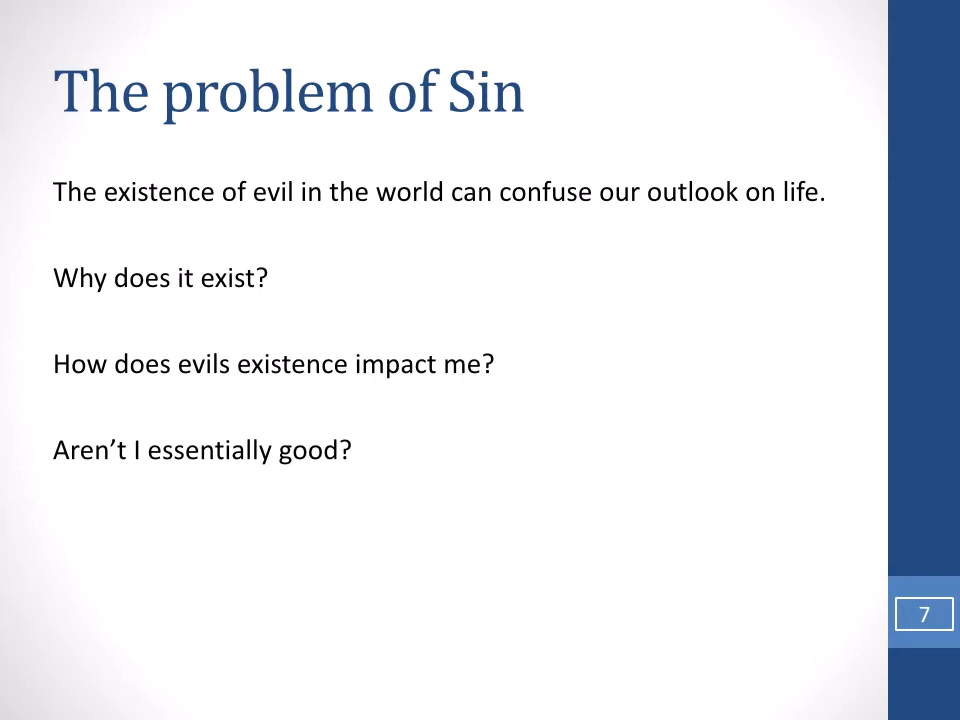 The problem of Sin
The existence of evil in the world can confuse our outlook on life.
Why does it exist?
How does evils existence impact me?
Aren’t I essentially good?
7